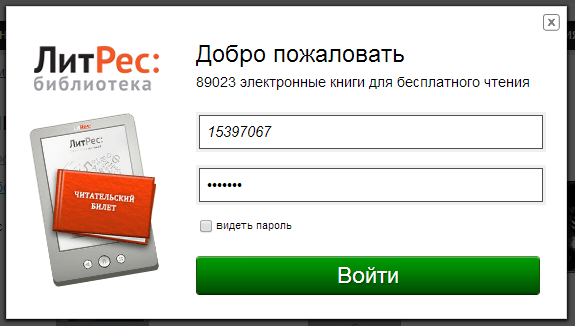 ЛитРес:
библиотека
Добро пожаловать
89023 электронные книги для бесплатного чтения
15397067
•••••••
видеть пароль
Войти
ЛитРес:
ЧИТАТЕЛЬСКИЙ
БИЛЕТ